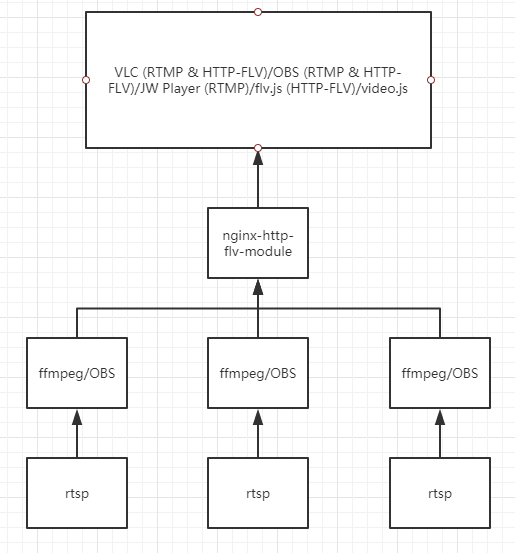 VLC (RTMP & HTTP-FLV)/OBS (RTMP & HTTP-
FLV)/JW Player (RTMP)/flv.js (HTTP-FLV)/video.js
nginx-http-
flv-module
ffmpeg/OBS
ffmpeg/OBS
ffmpeg/OBS
rtsp
rtsp
rtsp